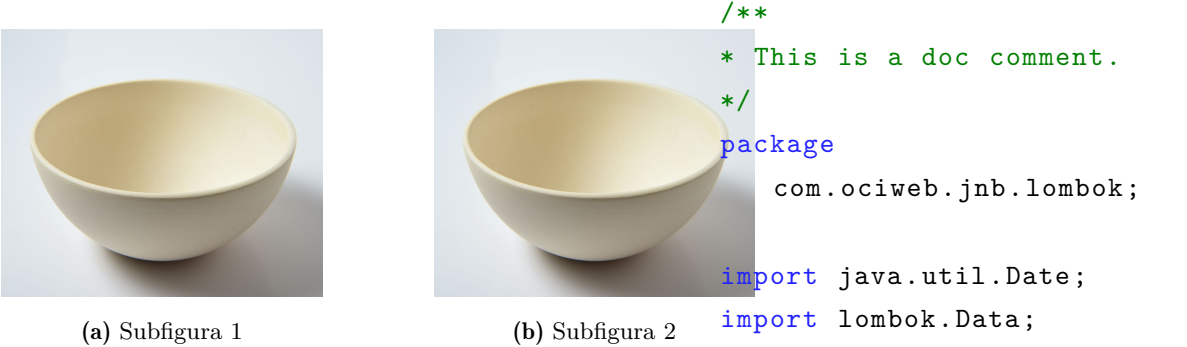 (a) Subfigura 1
(b) Subfigura 2
/**
* This is a doc comment.
*/
package
com.ociweb.jnb.lombok;
import java.util.Date;
import lombok.Data;